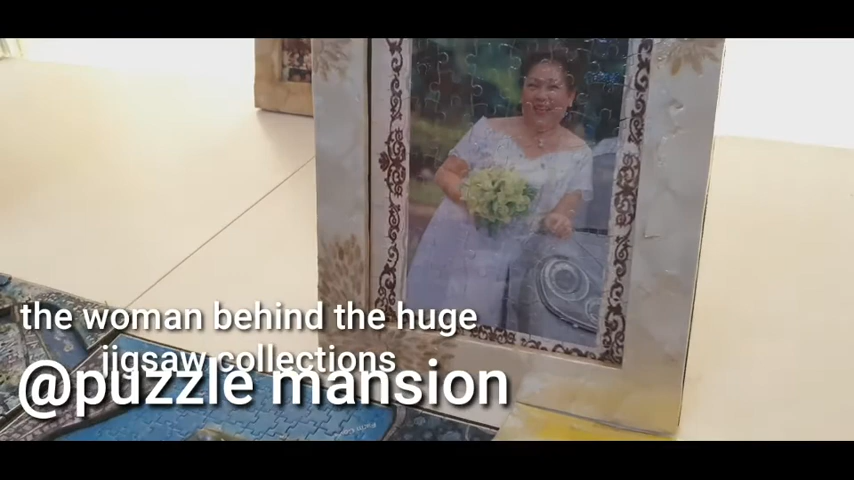 the woman behind the huge
jigsaw collections
@puzzle mansion